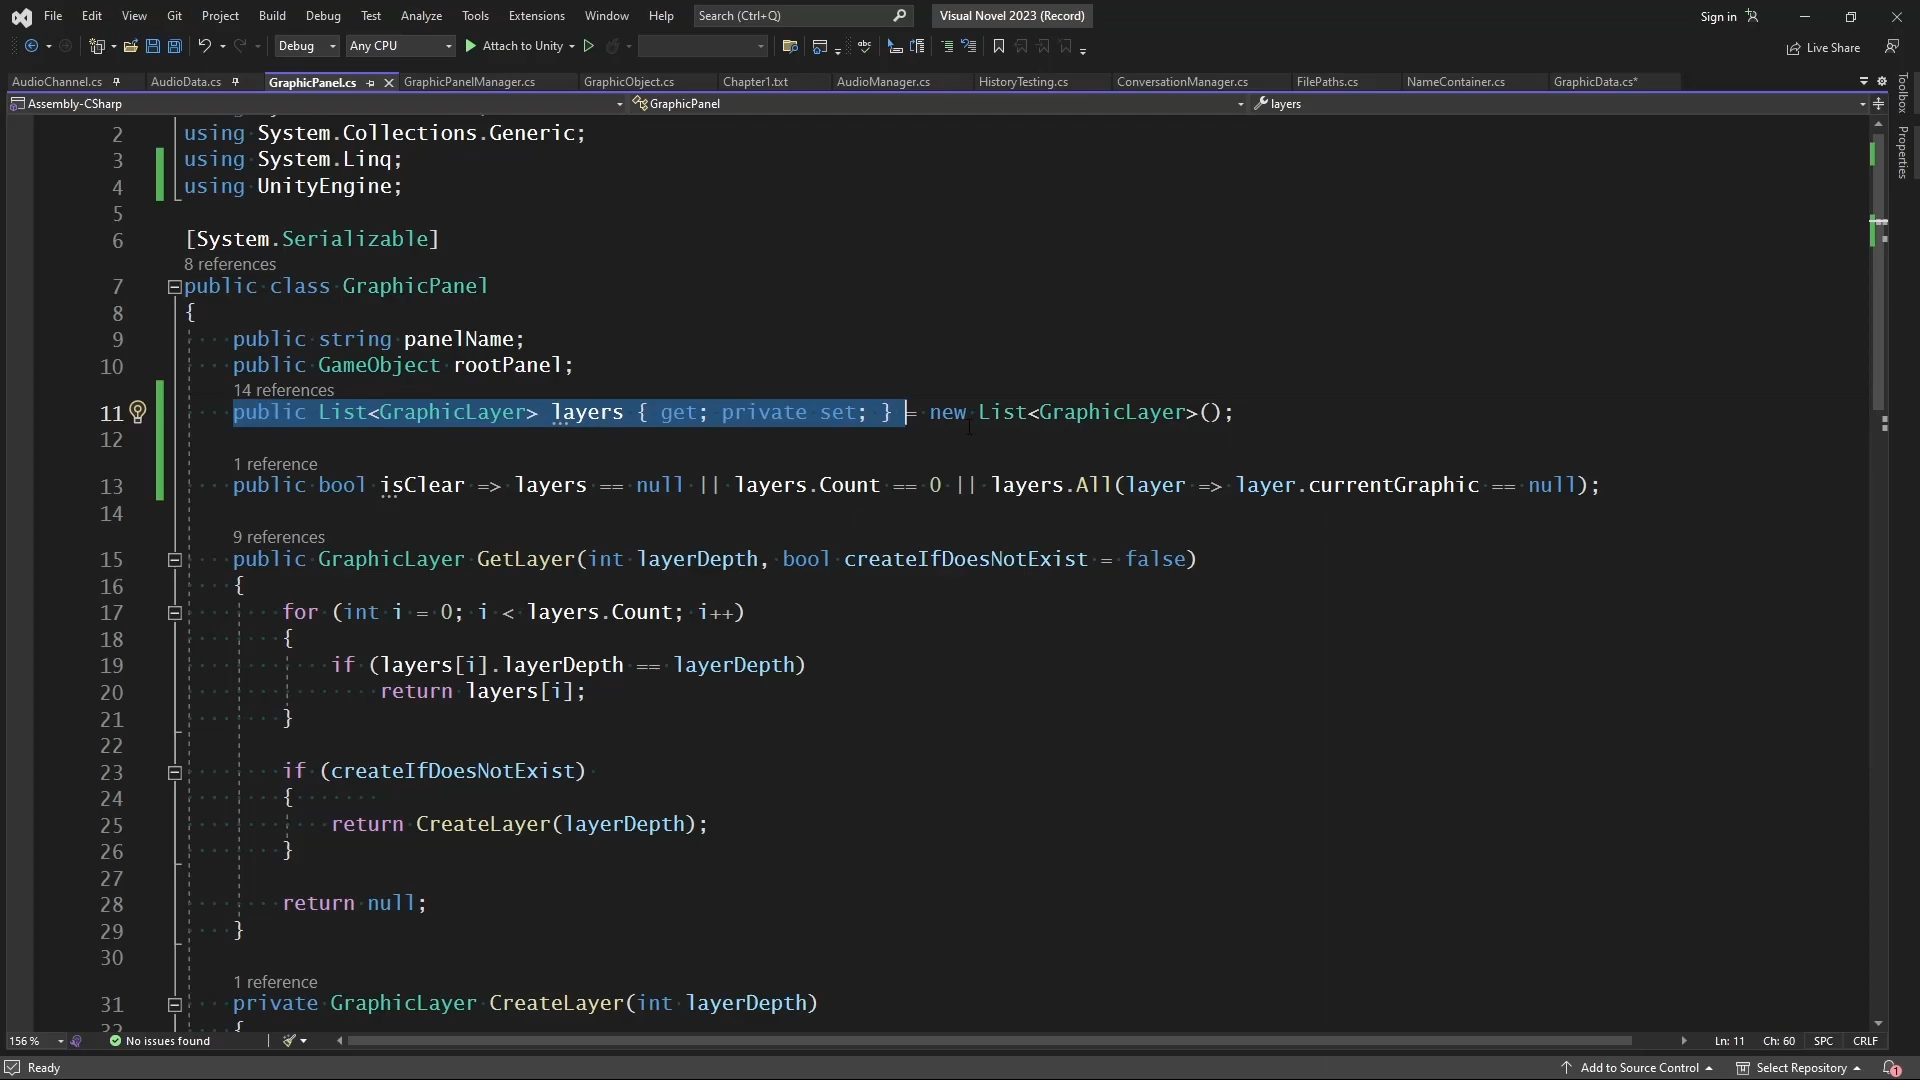 File Edit View Git Project Build Debug Test Analyze Tools Extensions Window Help Search (Ctrl+Q) Visual Novel 2023 (Record) Sign in
Debug Any CPU Attach to Unity Live Share
AudioChannel.cs AudioData.cs GraphicPanel.cs GraphicPanelManager.cs GraphicObject.cs Chapter1.txt AudioManager.cs HistoryTesting.cs ConversationManager.cs FilePaths.cs NameContainer.cs GraphicData.cs*
Assembly-CSharp GraphicPanel layers
Toolbox
Properties
2 using System.Collections.Generic;
3 using System.Linq;
4 using UnityEngine;
5
6 [System.Serializable]
8 references
7 public class GraphicPanel
8 {
9 public string panelName;
10 public GameObject rootPanel;
14 references
11 public List<GraphicLayer> layers { get; private set; } = new List<GraphicLayer>();
12
1 reference
13 public bool isClear => layers == null || layers.Count == 0 || layers.All(layer => layer.currentGraphic == null);
14
9 references
15 public GraphicLayer GetLayer(int layerDepth, bool createIfDoesNotExist = false)
16 {
17 for (int i = 0; i < layers.Count; i++)
18 {
19 if (layers[i].layerDepth == layerDepth)
20 return layers[i];
21 }
22
23 if (createIfDoesNotExist)
24 {
25 return CreateLayer(layerDepth);
26 }
27
28 return null;
29 }
30
1 reference
31 private GraphicLayer CreateLayer(int layerDepth)
32 {
156 % No issues found Ln: 11 Ch: 60 SPC CRLF
Ready Add to Source Control Select Repository 1